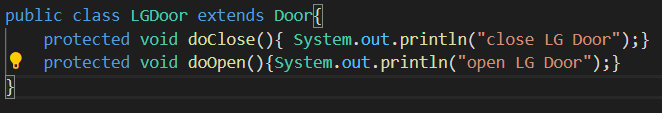 public class LGDoor extends Door{
    protected void doClose(){ System.out.println("close LG Door");}
    protected void doOpen(){System.out.println("open LG Door");}
}